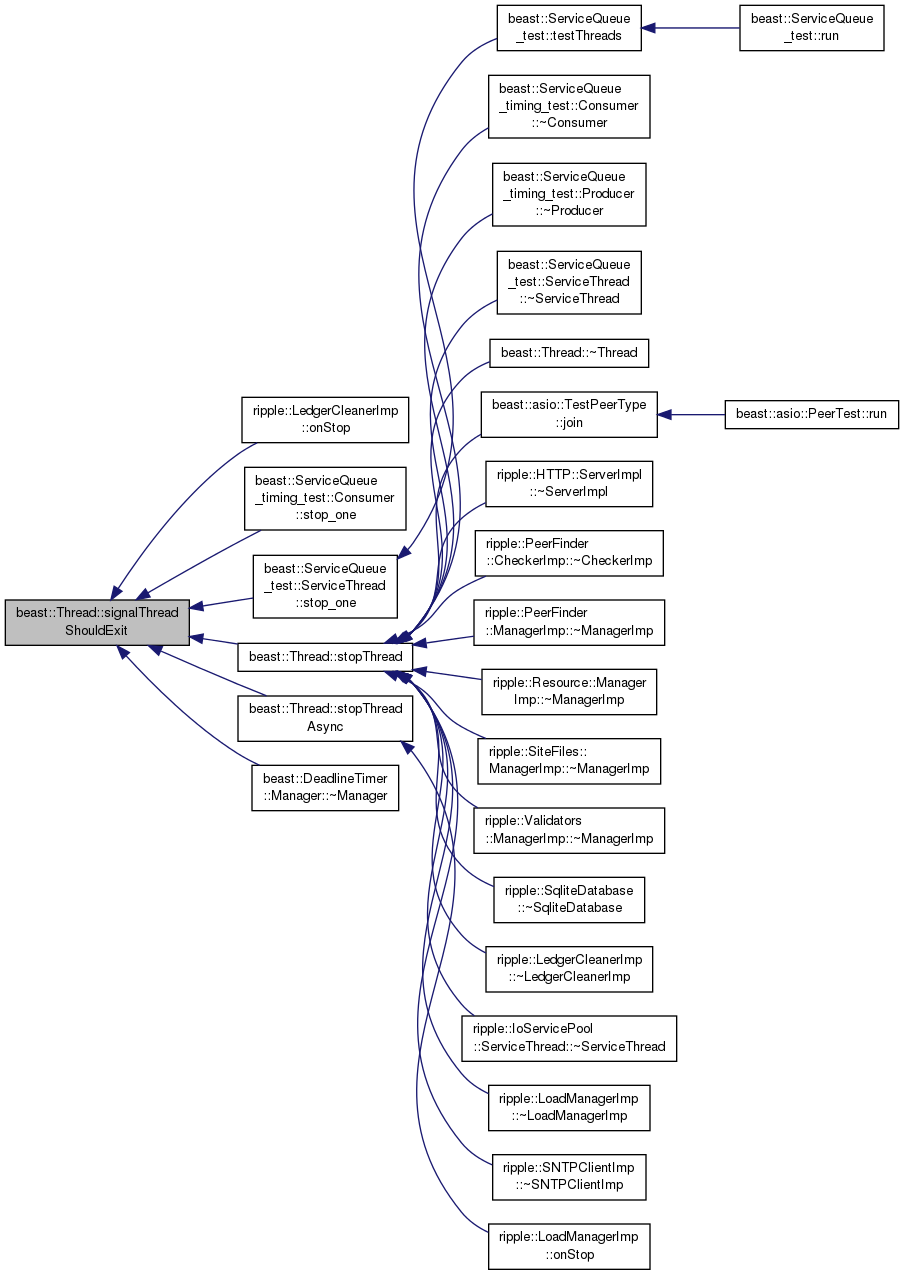 beast::ServiceQueue
_test::testThreads
beast::ServiceQueue
_test::run
beast::ServiceQueue
_timing_test::Consumer
::~Consumer
beast::ServiceQueue
_timing_test::Producer
::~Producer
beast::ServiceQueue
_test::ServiceThread
::~ServiceThread
beast::Thread::~Thread
beast::asio::TestPeerType
::join
beast::asio::PeerTest::run
ripple::LedgerCleanerImp
::onStop
ripple::HTTP::ServerImpl
::~ServerImpl
beast::ServiceQueue
_timing_test::Consumer
::stop_one
ripple::PeerFinder
::CheckerImp::~CheckerImp
beast::ServiceQueue
_test::ServiceThread
::stop_one
beast::Thread::signalThread
ShouldExit
ripple::PeerFinder
::ManagerImp::~ManagerImp
beast::Thread::stopThread
ripple::Resource::Manager
Imp::~ManagerImp
beast::Thread::stopThread
Async
ripple::SiteFiles::
ManagerImp::~ManagerImp
beast::DeadlineTimer
::Manager::~Manager
ripple::Validators
::ManagerImp::~ManagerImp
ripple::SqliteDatabase
::~SqliteDatabase
ripple::LedgerCleanerImp
::~LedgerCleanerImp
ripple::IoServicePool
::ServiceThread::~ServiceThread
ripple::LoadManagerImp
::~LoadManagerImp
ripple::SNTPClientImp
::~SNTPClientImp
ripple::LoadManagerImp
::onStop